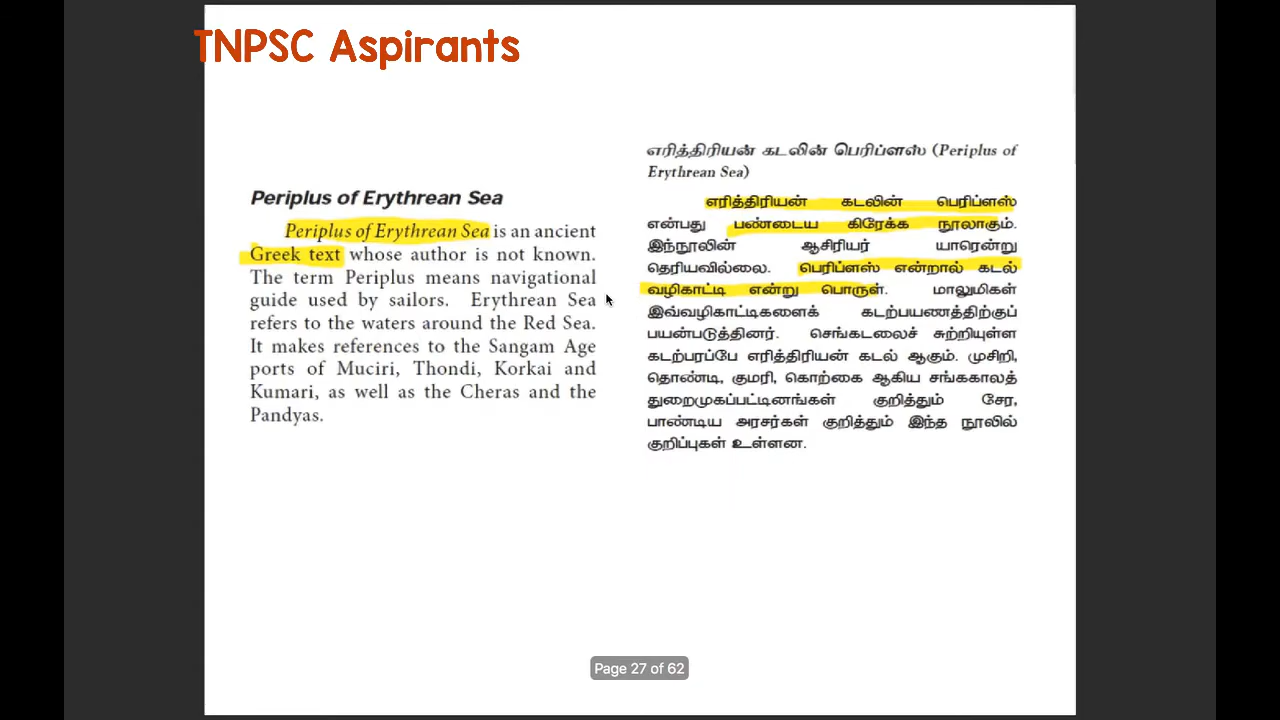 TNPSC Aspirants
Periplus of Erythrean Sea
Periplus of Erythrean Sea is an ancient
Greek text whose author is not known.
The term Periplus means navigational
guide used by sailors. Erythrean Sea
refers to the waters around the Red Sea.
It makes references to the Sangam Age
ports of Muciri, Thondi, Korkai and
Kumari, as well as the Cheras and the
Pandyas.
எரித்திரியன் கடலின் பெரிப்ளஸ் (Periplus of
Erythrean Sea)
எரித்திரியன் கடலின் பெரிப்ளஸ்
என்பது பண்டைய கிரேக்க நூலாகும்.
இந்நூலின் ஆசிரியர் யாரென்று
தெரியவில்லை. பெரிப்ளஸ் என்றால் கடல்
வழிகாட்டி என்று பொருள். மாலுமிகள்
இவ்வழிகாட்டிகளைக் கடற்பயணத்திற்குப்
பயன்படுத்தினர். செங்கடலைச் சுற்றியுள்ள
கடற்பரப்பே எரித்திரியன் கடல் ஆகும். முசிறி,
தொண்டி, குமரி, கொற்கை ஆகிய சங்ககாலத்
துறைமுகப்பட்டினங்கள் குறித்தும் சேர,
பாண்டிய அரசர்கள் குறித்தும் இந்த நூலில்
குறிப்புகள் உள்ளன.
Page 27 of 62